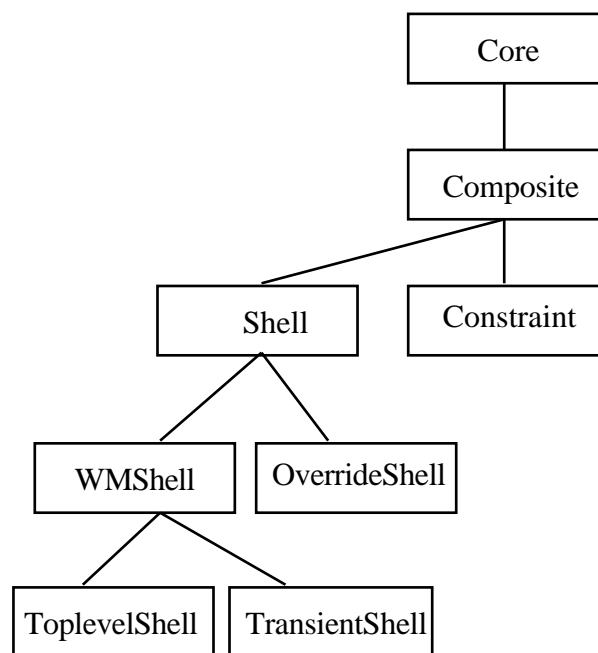 Core
Composite
Shell
Constraint
WMShell
OverrideShell
ToplevelShell
TransientShell